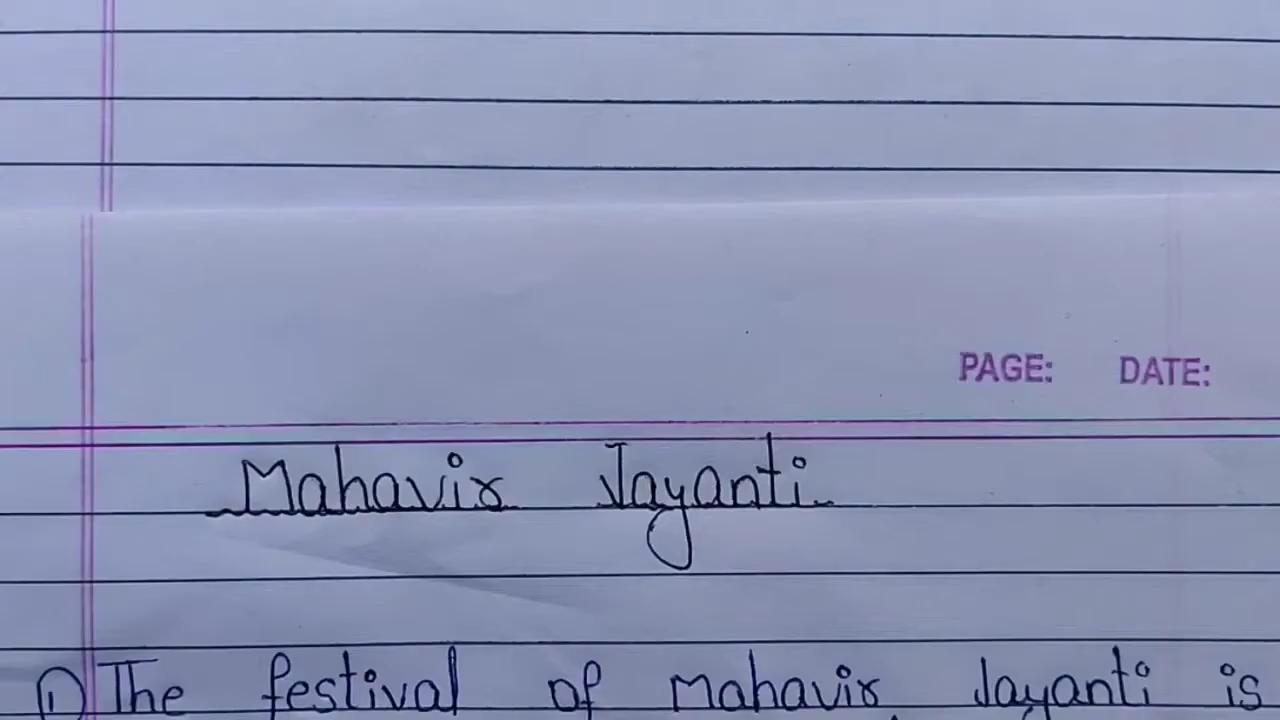 PAGE: DATE:
Mahavir Jayanti
① The festival of Mahavir Jayanti is